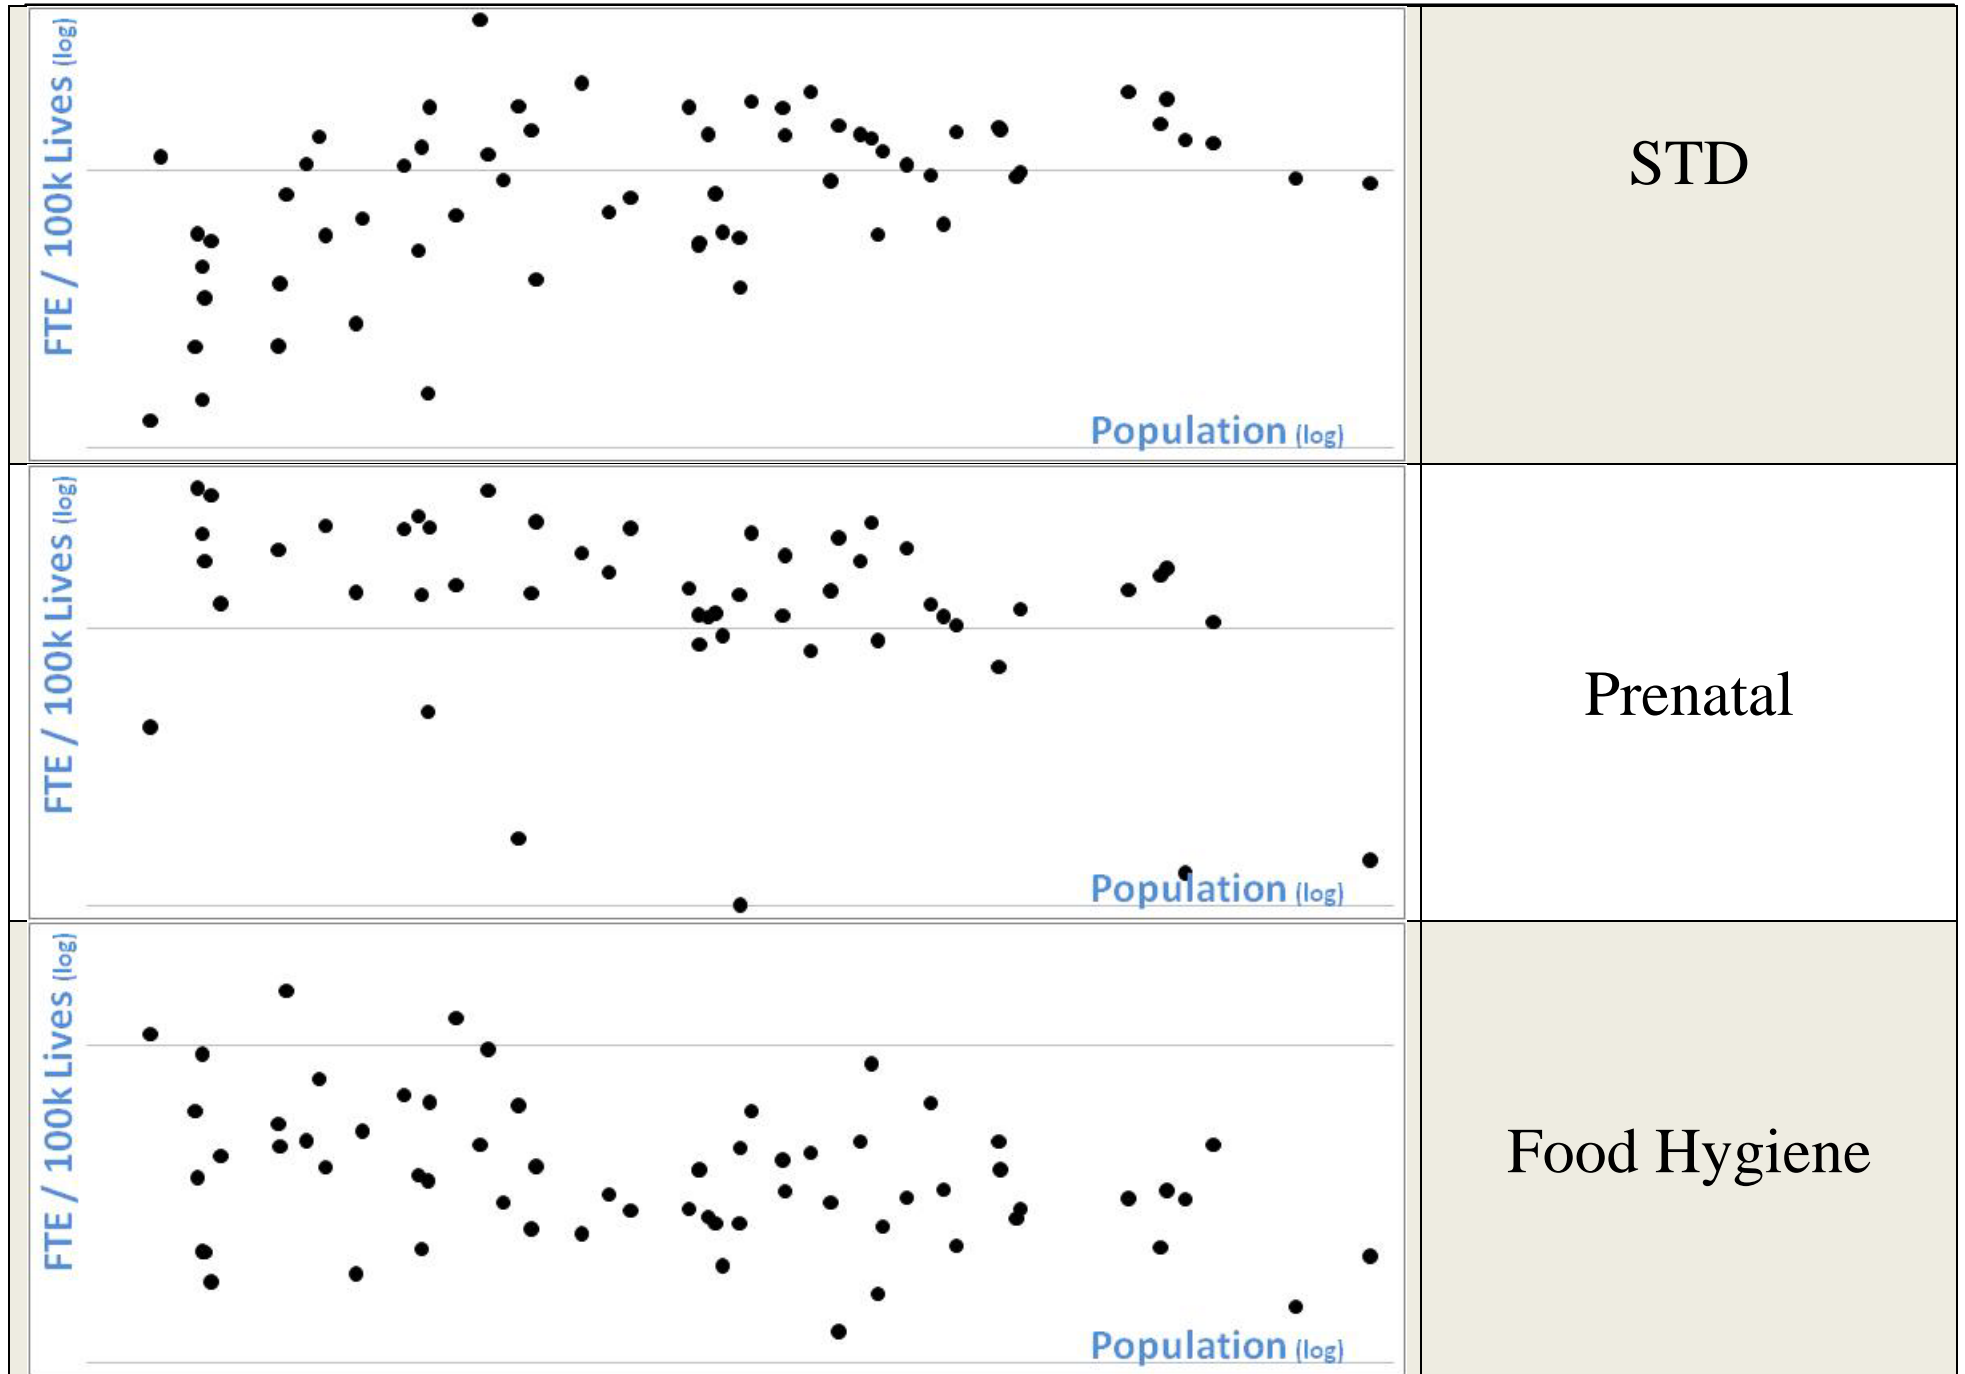 FTE / 100k Lives (log)
Population (log)
STD
FTE / 100k Lives (log)
Population (log)
Prenatal
FTE / 100k Lives (log)
Population (log)
Food Hygiene